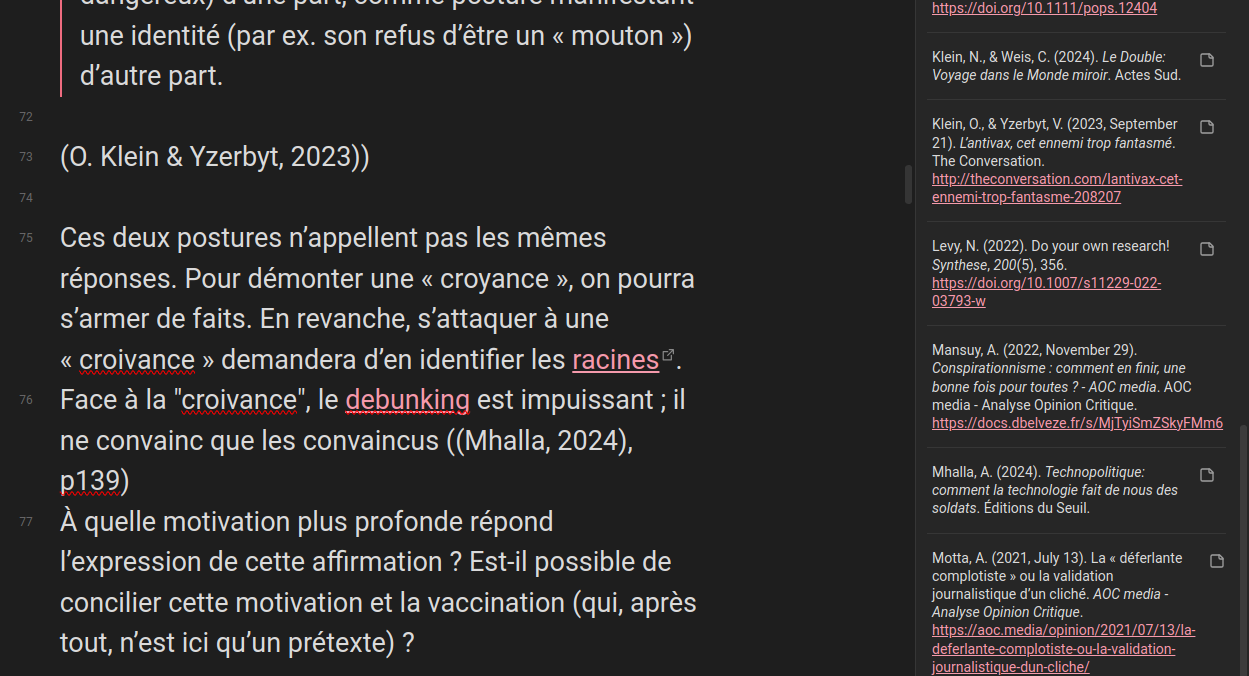 dangereux) d'une part, comme posture manifestant
une identité (par ex. son refus d'être un « mouton »)
d'autre part.
72
73 (O. Klein & Yzerbyt, 2023))
74
75 Ces deux postures n'appellent pas les mêmes
réponses. Pour démonter une « croyance », on pourra
s'armer de faits. En revanche, s'attaquer à une
« croivance » demandera d'en identifier les racines.
76 Face à la "croivance", le debunking est impuissant ; il
ne convainc que les convaincus ((Mhalla, 2024),
p139)
77 À quelle motivation plus profonde répond
l'expression de cette affirmation ? Est-il possible de
concilier cette motivation et la vaccination (qui, après
tout, n'est ici qu'un prétexte) ?
https://doi.org/10.1111/pops.12404
Klein, N., & Weis, C. (2024). Le Double:
Voyage dans le Monde miroir. Actes Sud.
Klein, O., & Yzerbyt, V. (2023, September
21). L'antivax, cet ennemi trop fantasmé.
The Conversation.
http://theconversation.com/lantivax-cet-
ennemi-trop-fantasme-208207
Levy, N. (2022). Do your own research!
Synthese, 200(5), 356.
https://doi.org/10.1007/s11229-022-
03793-w
Mansuy, A. (2022, November 29).
Conspirationnisme : comment en finir, une
bonne fois pour toutes ? - AOC media. AOC
media - Analyse Opinion Critique.
https://docs.dbelveze.fr/s/MjTyiSmZSkyFMm6
Mhalla, A. (2024). Technopolitique:
comment la technologie fait de nous des
soldats. Éditions du Seuil.
Motta, A. (2021, July 13). La « déferlante
complotiste » ou la validation
journalistique d'un cliché. AOC media -
Analyse Opinion Critique.
https://aoc.media/opinion/2021/07/13/la-
deferlante-complotiste-ou-la-validation-
journalistique-dun-cliche/